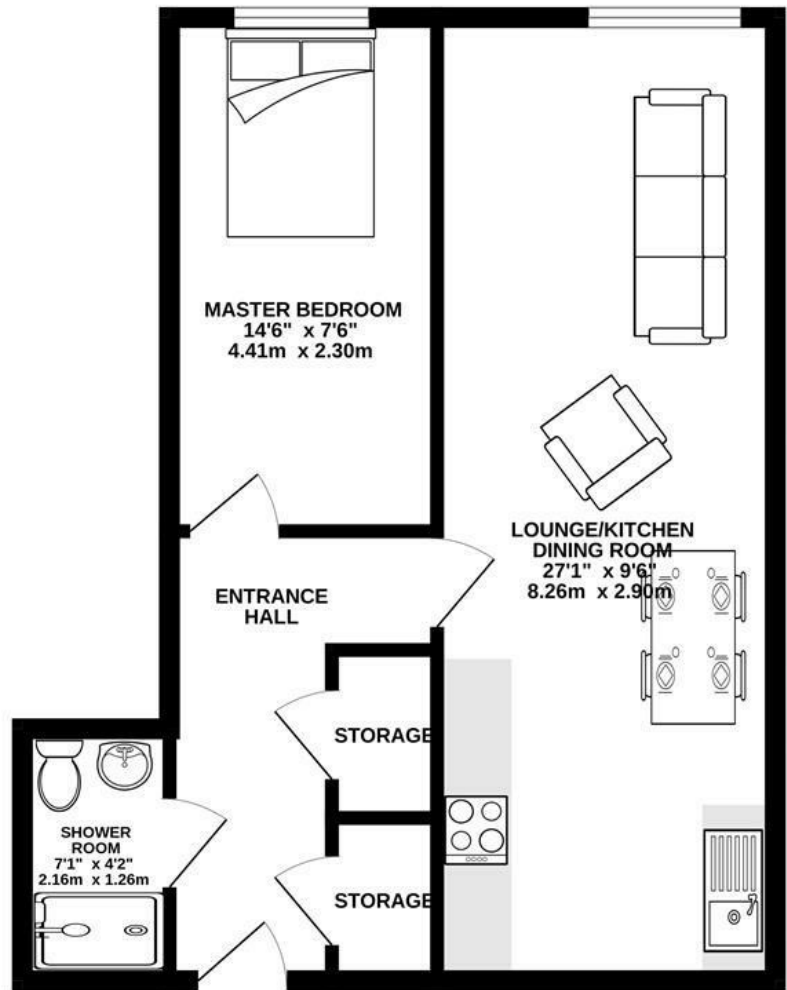 MASTER BEDROOM
14'6" x 7'6"
4.41m x 2.30m
LOUNGE/KITCHEN
DINING ROOM
27'1" x 9'6"
8.26m x 2.90m
ENTRANCE
HALL
STORAGE
SHOWER
ROOM
7'1" x 4'2"
2.16m x 1.26m
STORAGE